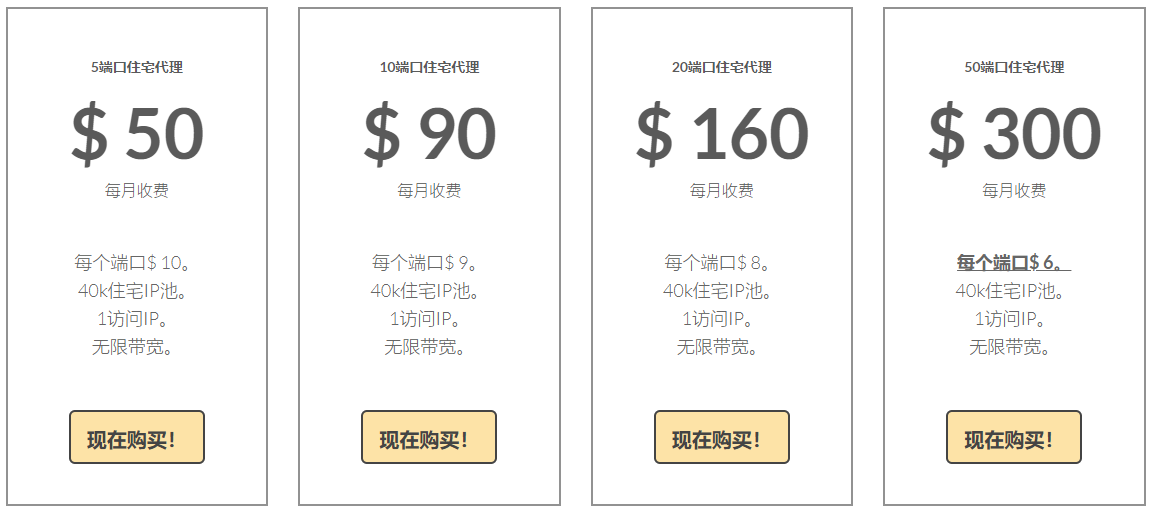 5端口住宅代理
$ 50
每月收费
每个端口$ 10。
40k住宅IP池。
1访问IP。
无限带宽。
现在购买！
10端口住宅代理
$ 90
每月收费
每个端口$ 9。
40k住宅IP池。
1访问IP。
无限带宽。
现在购买！
20端口住宅代理
$ 160
每月收费
每个端口$ 8。
40k住宅IP池。
1访问IP。
无限带宽。
现在购买！
50端口住宅代理
$ 300
每月收费
每个端口$ 6。
40k住宅IP池。
1访问IP。
无限带宽。
现在购买！